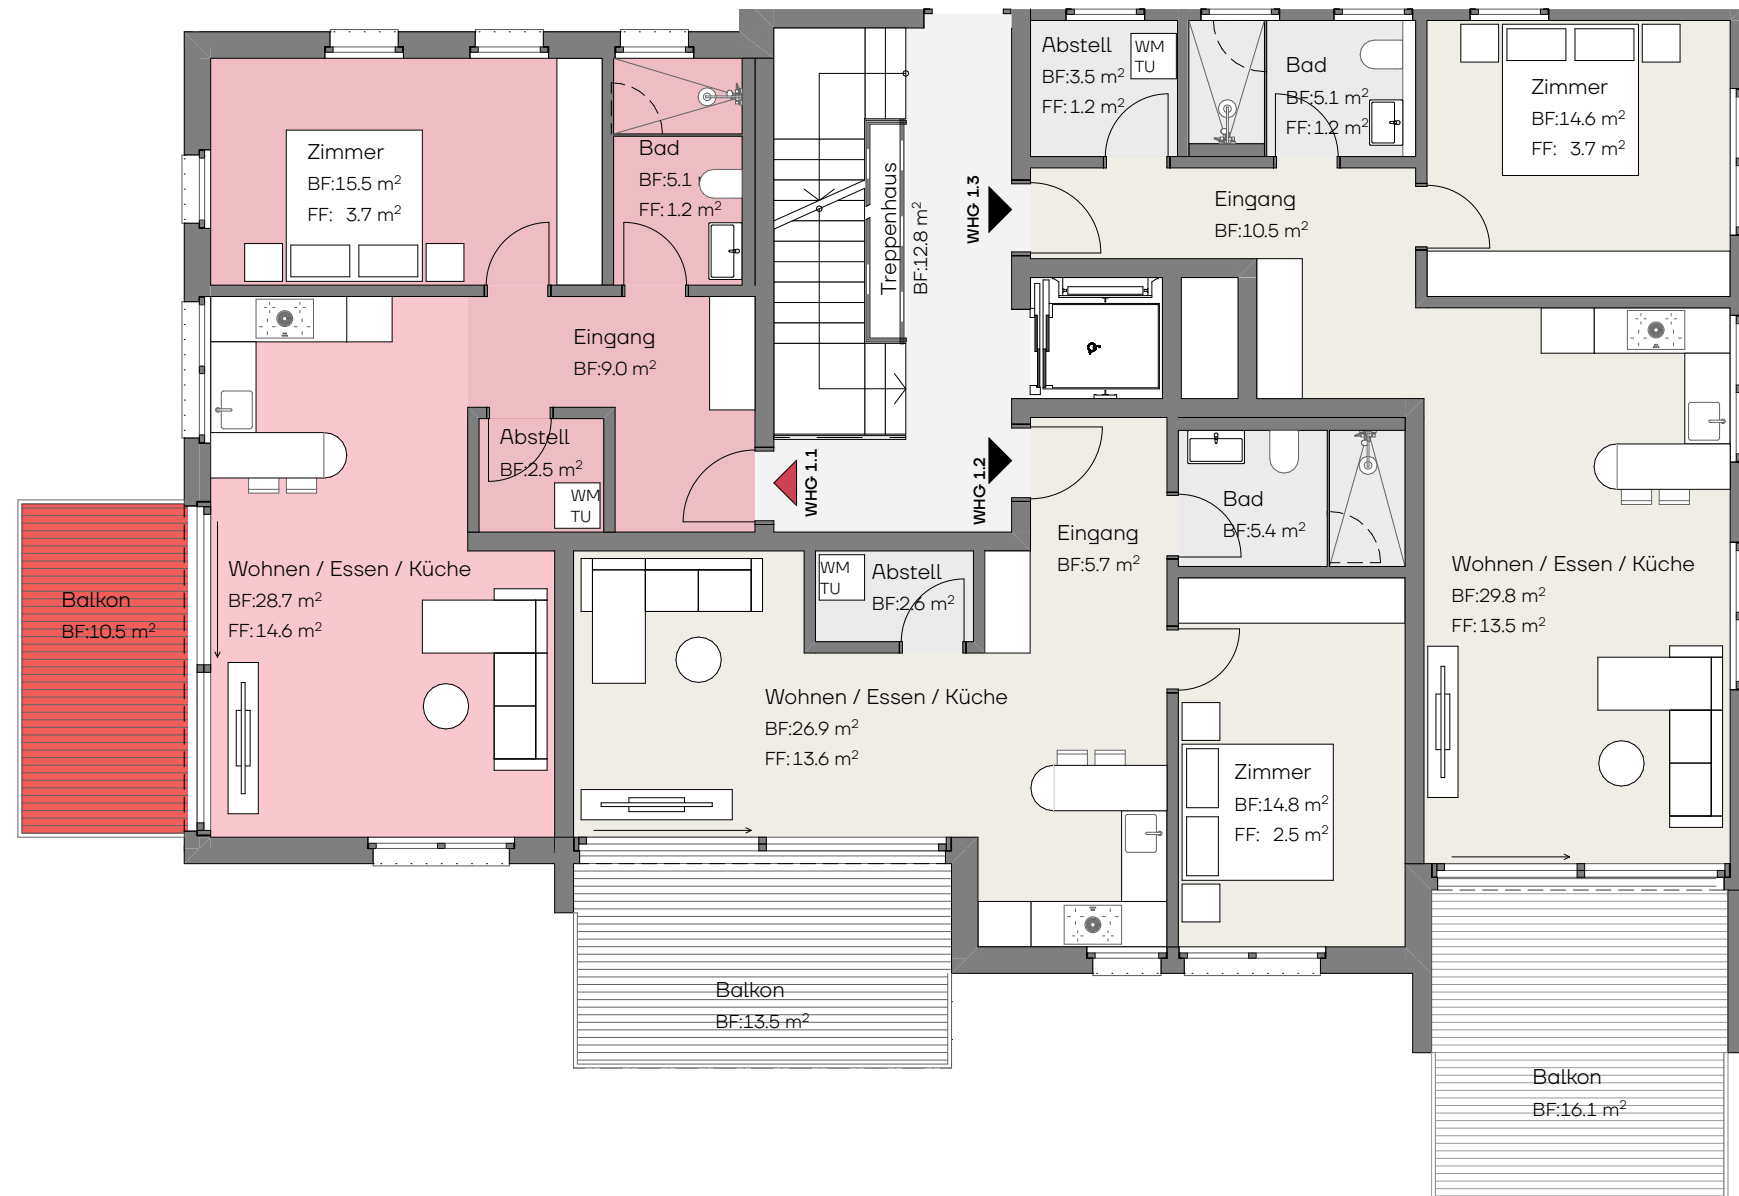 Zimmer
BF:15.5 m²
FF: 3.7 m²
Bad
BF:5.1
FF:1.2 m²
Eingang
BF:9.0 m²
Abstell
BF:2.5 m²
WM
TU
Wohnen / Essen / Küche
BF:28.7 m²
FF:14.6 m²
Balkon
BF:10.5 m²
Treppenhaus
BF:12.8 m²
WHG 1.1
WHG 1.2
WHG 1.3
Abstell
BF:3.5 m²
FF:1.2 m²
WM
TU
Bad
BF:5.1 m²
FF:1.2 m²
Zimmer
BF:14.6 m²
FF: 3.7 m²
Eingang
BF:10.5 m²
Wohnen / Essen / Küche
BF:29.8 m²
FF:13.5 m²
Balkon
BF:16.1 m²
Eingang
BF:5.7 m²
Bad
BF:5.4 m²
WM
TU
Abstell
BF:2.6 m²
Wohnen / Essen / Küche
BF:26.9 m²
FF:13.6 m²
Zimmer
BF:14.8 m²
FF: 2.5 m²
Balkon
BF:13.5 m²